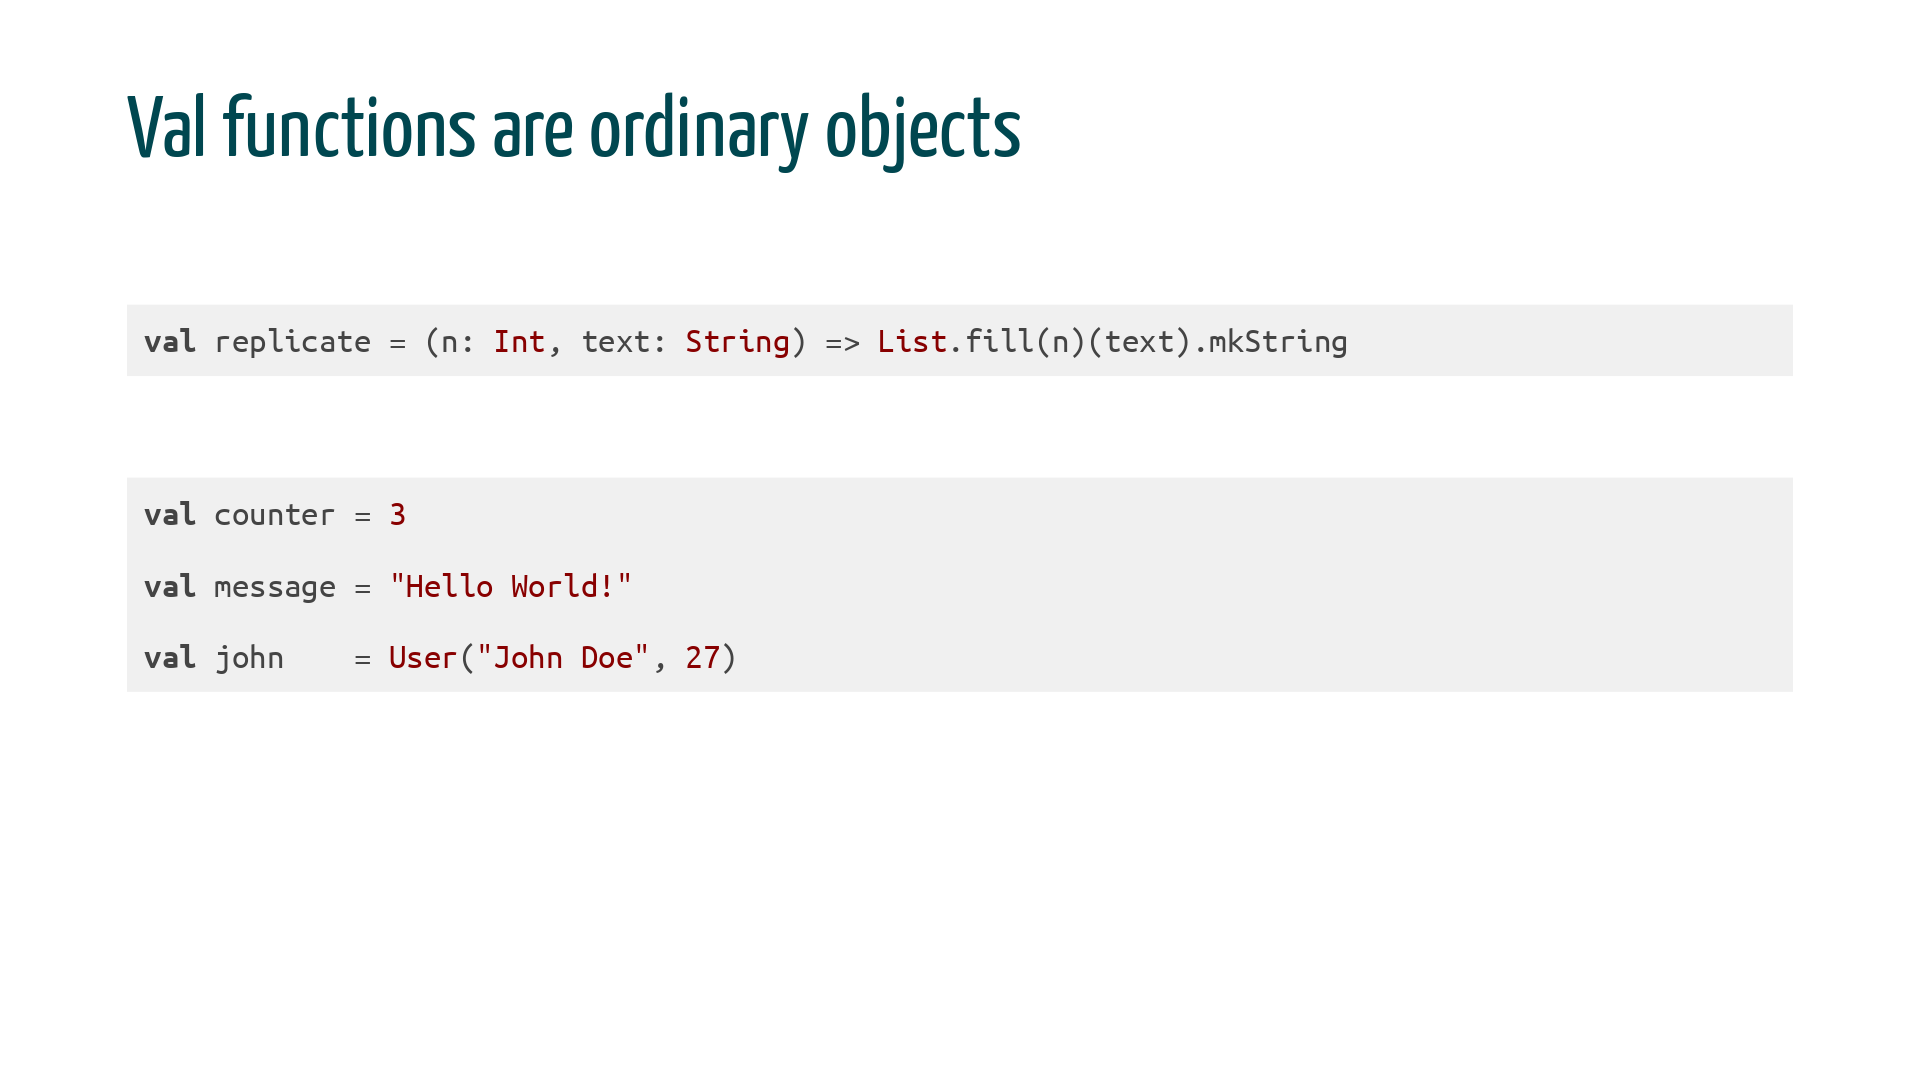 Val functions are ordinary objects
val replicate = (n: Int, text: String) => List.fill(n)(text).mkString
val counter = 3
val message = "Hello World!"
val john    = User("John Doe", 27)